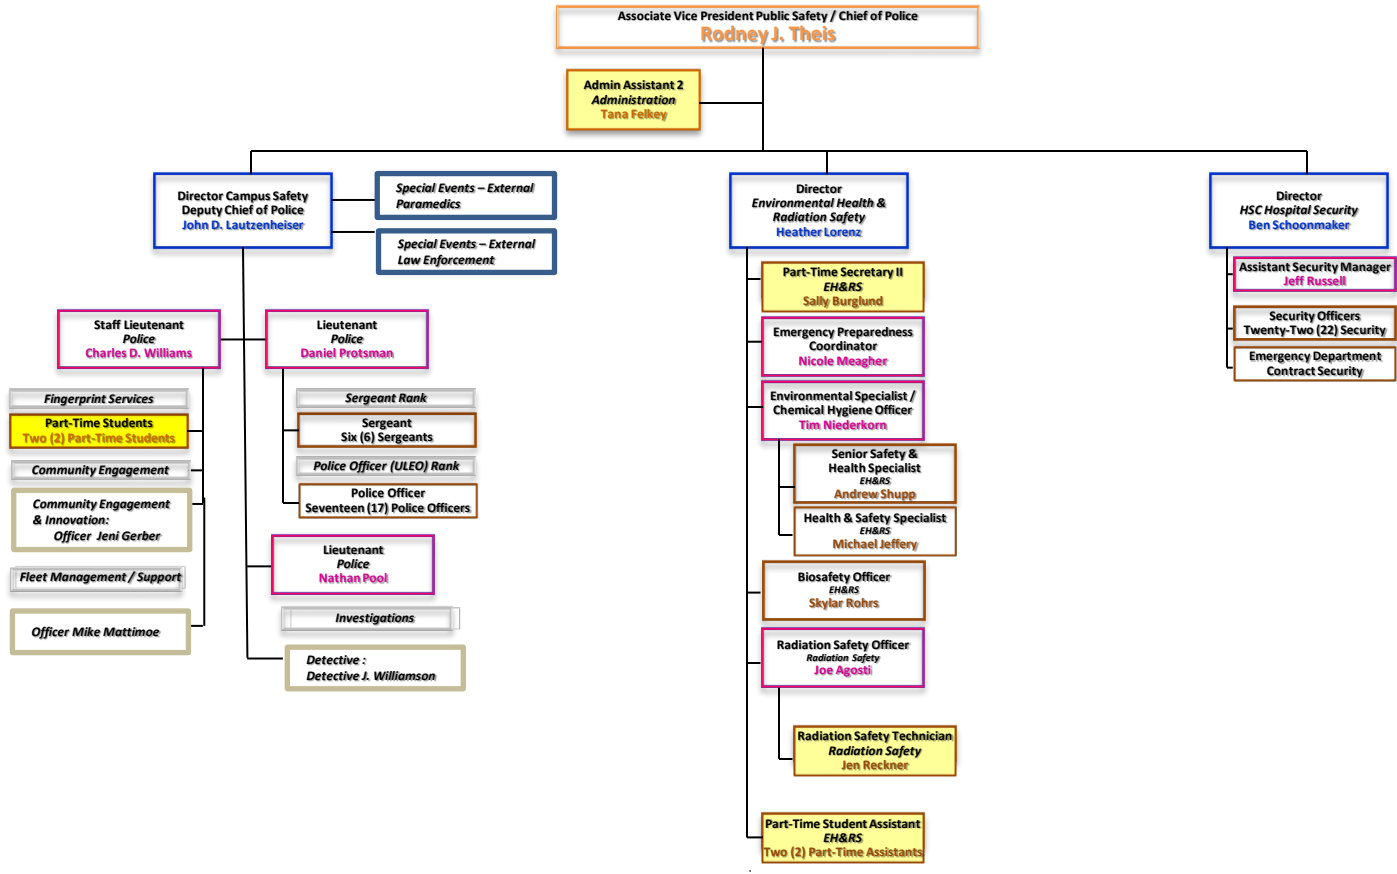 Associate Vice President Public Safety / Chief of Police
Rodney J. Theis
Admin Assistant 2
Administration
Tana Felkey
Director Campus Safety
Deputy Chief of Police
John D. Lautzenheiser
Special Events – External
Paramedics
Special Events – External
Law Enforcement
Staff Lieutenant
Police
Charles D. Williams
Fingerprint Services
Part-Time Students
Two (2) Part-Time Students
Community Engagement
Community Engagement
& Innovation:
Officer Jeni Gerber
Fleet Management / Support
Officer Mike Mattimoe
Lieutenant
Police
Daniel Protsman
Sergeant Rank
Sergeant
Six (6) Sergeants
Police Officer (ULEO) Rank
Police Officer
Seventeen (17) Police Officers
Lieutenant
Police
Nathan Pool
Investigations
Detective :
Detective J. Williamson
Director
Environmental Health &
Radiation Safety
Heather Lorenz
Part-Time Secretary II
EH&RS
Sally Burglund
Emergency Preparedness
Coordinator
Nicole Meagher
Environmental Specialist /
Chemical Hygiene Officer
Tim Niederkorn
Senior Safety &
Health Specialist
EH&RS
Andrew Shupp
Health & Safety Specialist
EH&RS
Michael Jeffery
Biosafety Officer
EH&RS
Skylar Rohrs
Radiation Safety Officer
Radiation Safety
Joe Agosti
Radiation Safety Technician
Radiation Safety
Jen Reckner
Part-Time Student Assistant
EH&RS
Two (2) Part-Time Assistants
Director
HSC Hospital Security
Ben Schoonmaker
Assistant Security Manager
Jeff Russell
Security Officers
Twenty-Two (22) Security
Emergency Department
Contract Security